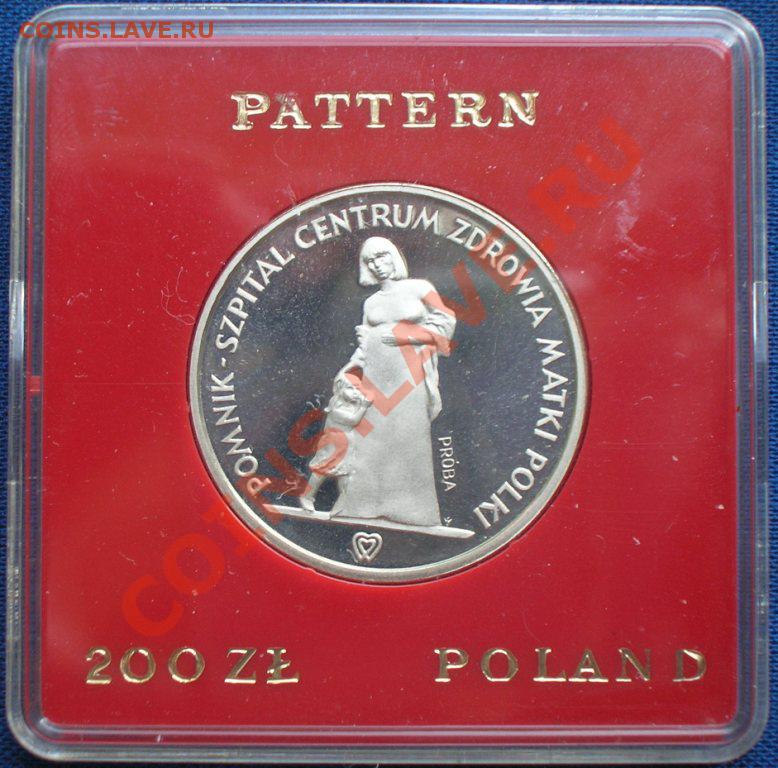 COINS.LAVE.RU
PATTERN
POMNIK-SZPITAL CENTRUM ZDROWIA MATKI POLKI
PRÓBA
200 ZŁ POLAND
COINS.LAVE.RU